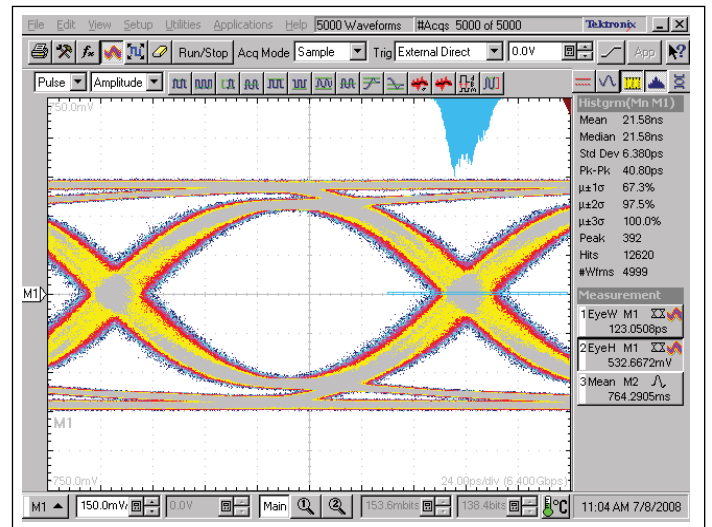 File Edit View Setup Utilities Applications Help 5000 Waveforms #Acqs 5000 of 5000 Tektronix
Run/Stop Acq Mode Sample Trig External Direct 0.0V App
Pulse Amplitude
750.0mV
Histgrm(Mn M1)
Mean 21.58ns
Median 21.58ns
Std Dev 6.380ps
Pk-Pk 40.80ps
µ±1σ 67.3%
µ±2σ 97.5%
µ±3σ 100.0%
Peak 392
Hits 12620
#Wfms 4999
M1
Measurement
1 EyeW M1
123.0508ps
2 EyeH M1
532.6672mV
3 Mean M2
764.2905ms
M1
-750.0mV
24.00ps/div (6.400Gbps)
M1 150.0mV/ 0.0V Main 1 2 153.6mbits 138.4bits °C 11:04 AM 7/8/2008